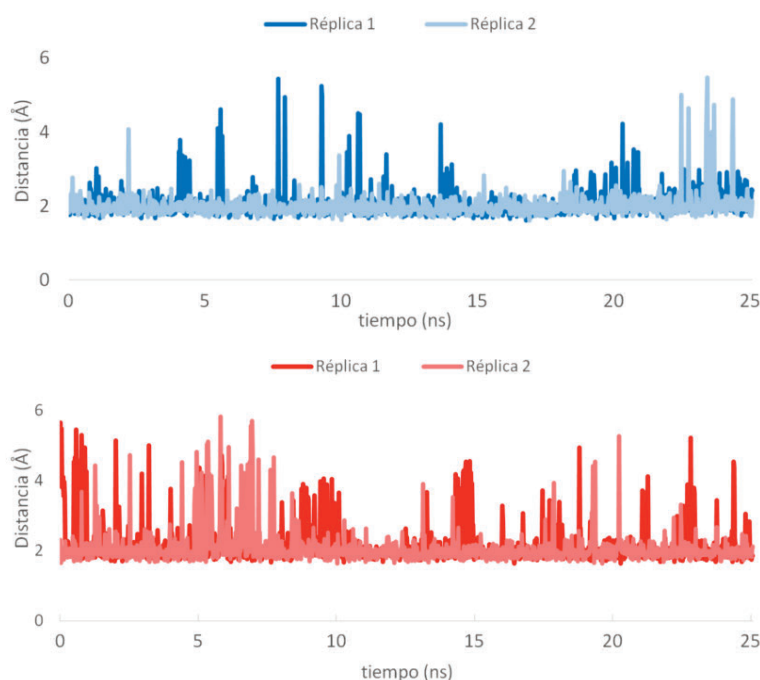 Réplica 1 Réplica 2
6
4
2
0
Distancia (Å)
0 5 10 15 20 25
tiempo (ns)
Réplica 1 Réplica 2
6
4
2
0
Distancia (Å)
0 5 10 15 20 25
tiempo (ns)